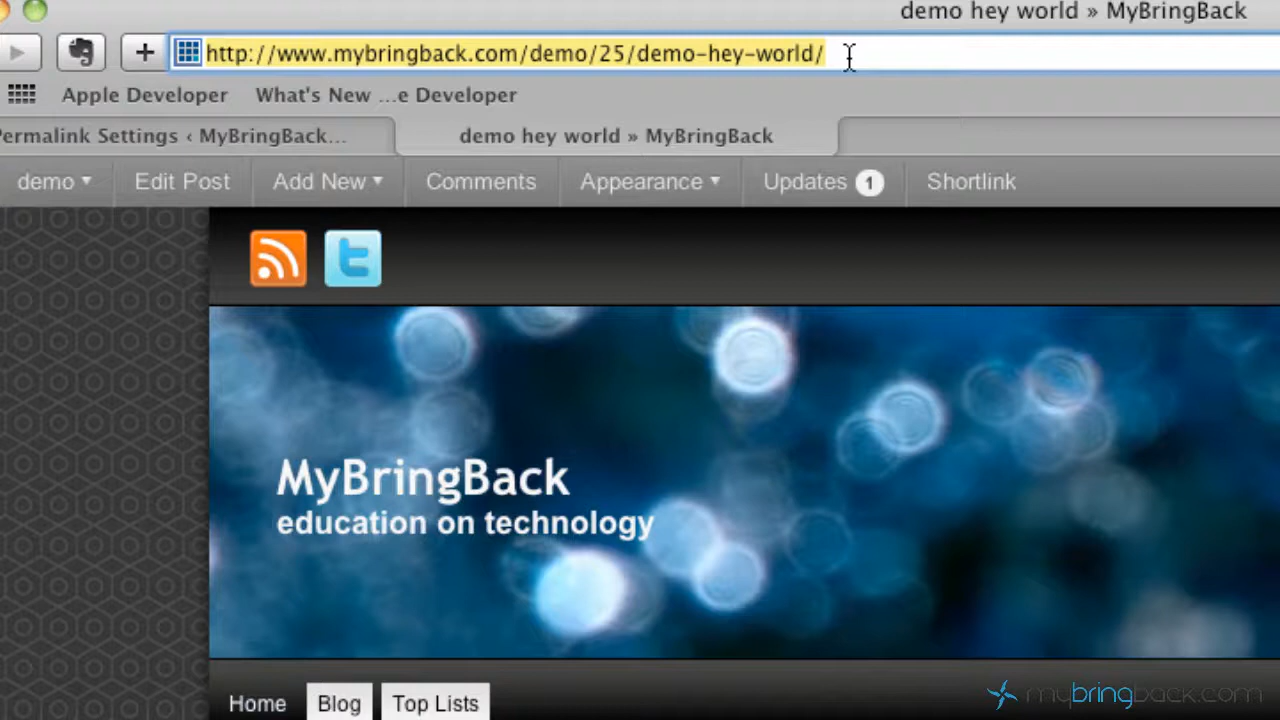 demo hey world » MyBringBack
http://www.mybringback.com/demo/25/demo-hey-world/
Apple Developer What's New ...e Developer
Permalink Settings ‹ MyBringBack... demo hey world » MyBringBack
demo Edit Post Add New Comments Appearance Updates 1 Shortlink
MyBringBack
education on technology
Home Blog Top Lists
mybringback.com